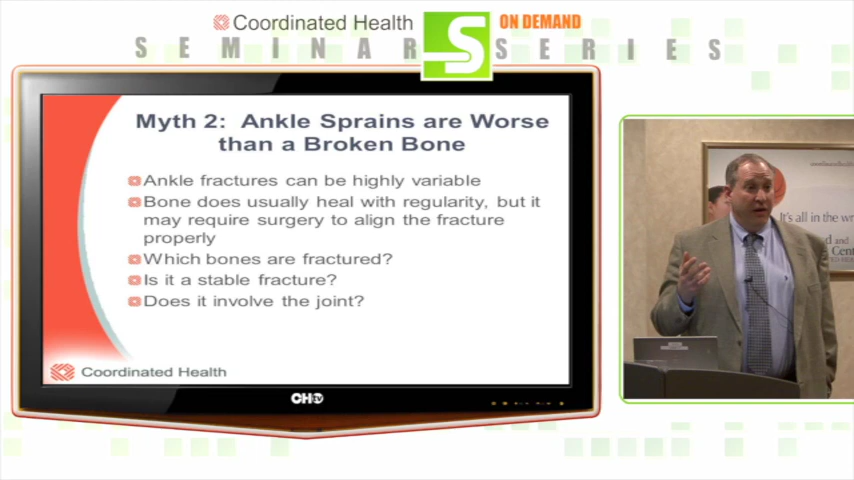 Coordinated Health
ON DEMAND
S
SEMINAR SERIES
Myth 2: Ankle Sprains are Worse
than a Broken Bone
Ankle fractures can be highly variable
Bone does usually heal with regularity, but it
may require surgery to align the fracture
properly
Which bones are fractured?
Is it a stable fracture?
Does it involve the joint?
Coordinated Health
CHtv
It's all in the